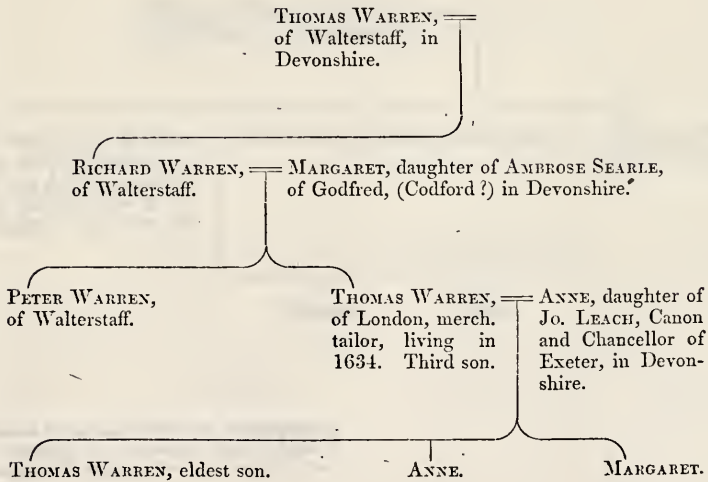 THOMAS WARREN,
of Walterstaff, in
Devonshire.
RICHARD WARREN,
of Walterstaff.
MARGARET, daughter of AMBROSE SEARLE,
of Godfred, (Codford ?) in Devonshire.
PETER WARREN,
of Walterstaff.
THOMAS WARREN,
of London, merch.
tailor, living in
1634. Third son.
ANNE, daughter of
Jo. LEACH, Canon
and Chancellor of
Exeter, in Devon-
shire.
THOMAS WARREN, eldest son.
ANNE.
MARGARET.